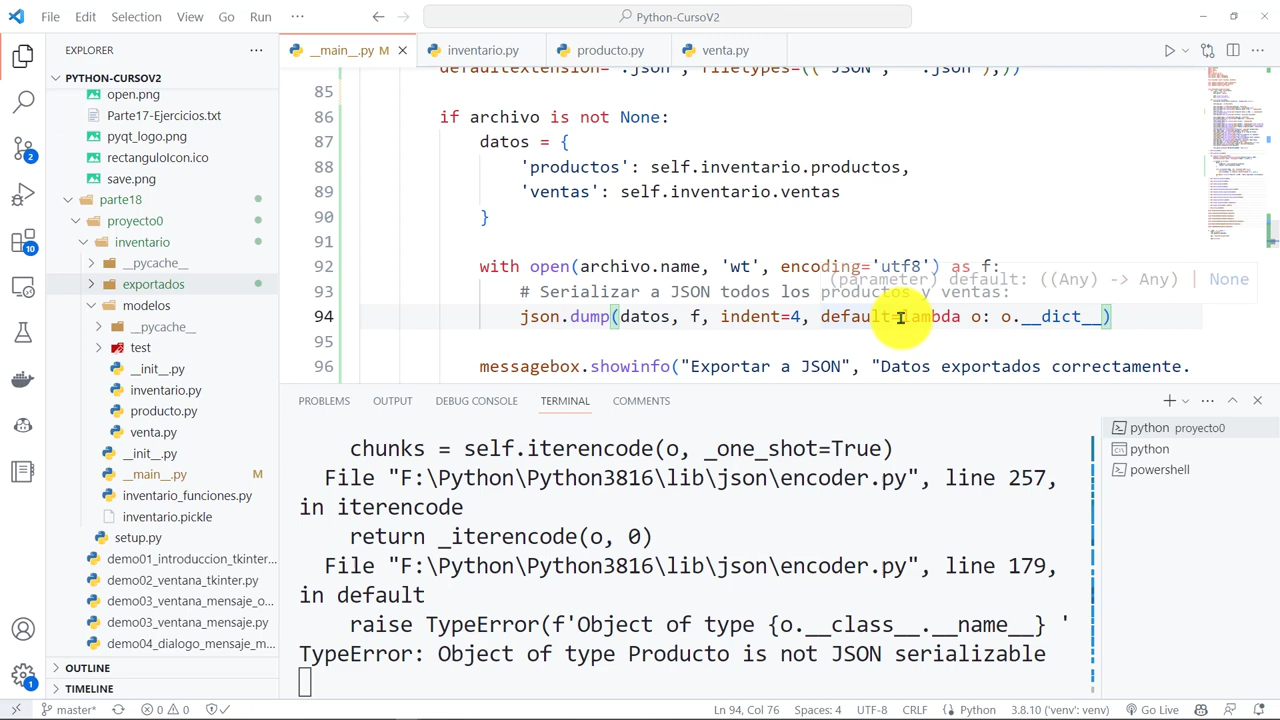 File Edit Selection View Go Run ···
Python-CursoV2
EXPLORER
__main__.py M
inventario.py
producto.py
venta.py
PYTHON-CURSOV2
open.png
Parte17-Ejercicios.txt
pngt_logo.png
rectanguloIcon.ico
save.png
proyecto0
inventario
__pycache__
exportados
modelos
__pycache__
test
__init__.py
inventario.py
producto.py
venta.py
__init__.py
__main__.py M
inventario_funciones.py
inventario.pickle
setup.py
demo01_introduccion_tkinter...
demo02_ventana_tkinter.py
demo03_ventana_mensaje_o...
demo03_ventana_mensaje.py
demo04_dialogo_mensaje_m...
OUTLINE
TIMELINE
85
86 if archivo is not None:
87 datos = {
88 'productos': self.inventario.productos,
89 'ventas': self.inventario.ventas
90 }
91
92 with open(archivo.name, 'wt', encoding='utf8') as f:
(parameter) default: ((Any) -> Any) | None
93 # Serializar a JSON todos los productos y ventas:
94 json.dump(datos, f, indent=4, default=lambda o: o.__dict__)
95
96 messagebox.showinfo("Exportar a JSON", "Datos exportados correctamente.
PROBLEMS OUTPUT DEBUG CONSOLE TERMINAL COMMENTS
chunks = self.iterencode(o, _one_shot=True)
File "F:\Python\Python3816\lib\json\encoder.py", line 257,
in iterencode
return _iterencode(o, 0)
File "F:\Python\Python3816\lib\json\encoder.py", line 179,
in default
raise TypeError(f'Object of type {o.__class__.__name__} '
TypeError: Object of type Producto is not JSON serializable
python proyecto0
python
powershell
master* 0 0 Ln 94, Col 76 Spaces: 4 UTF-8 CRLF Python 3.8.10 ('venv': venv) Go Live